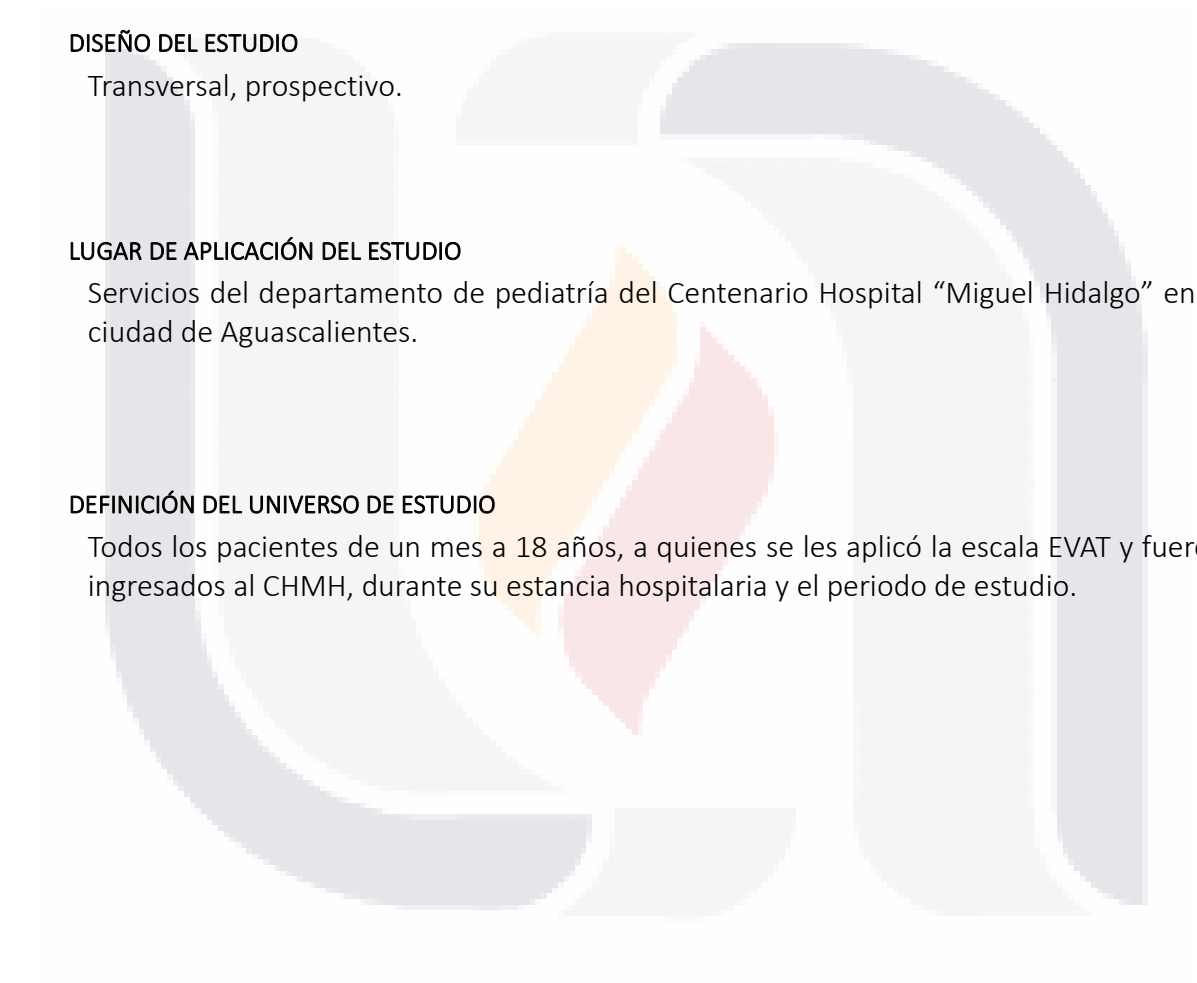 DISEÑO DEL ESTUDIO
Transversal, prospectivo.
LUGAR DE APLICACIÓN DEL ESTUDIO
Servicios del departamento de pediatría del Centenario Hospital “Miguel Hidalgo” en
ciudad de Aguascalientes.
DEFINICIÓN DEL UNIVERSO DE ESTUDIO
Todos los pacientes de un mes a 18 años, a quienes se les aplicó la escala EVAT y
ingresados al CHMH, durante su estancia hospitalaria y el periodo de estudio.